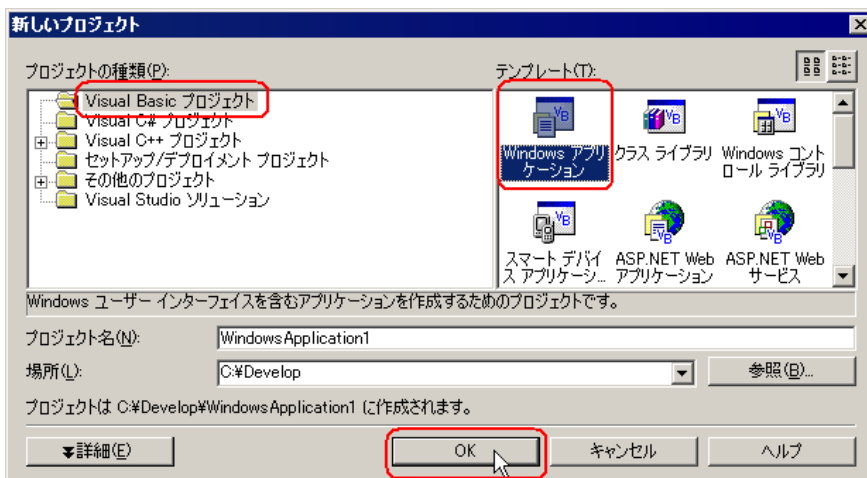 新しいプロジェクト
プロジェクトの種類(P):
テンプレート(T):
Visual Basic プロジェクト
Visual C# プロジェクト
Visual C++ プロジェクト
セットアップ/デプロイメント プロジェクト
その他のプロジェクト
Visual Studio ソリューション
Windows アプリ
ケーション
クラス ライブラリ
Windows コント
ロール ライブラリ
スマート デバイ
ス アプリケーシ...
ASP.NET Web
アプリケーション
ASP.NET Web
サービス
Windows ユーザー インターフェイスを含むアプリケーションを作成するためのプロジェクトです。
プロジェクト名(N):
WindowsApplication1
場所(L):
C:¥Develop
参照(B)...
プロジェクトは C:¥Develop¥WindowsApplication1 に作成されます。
詳細(E)
OK
キャンセル
ヘルプ